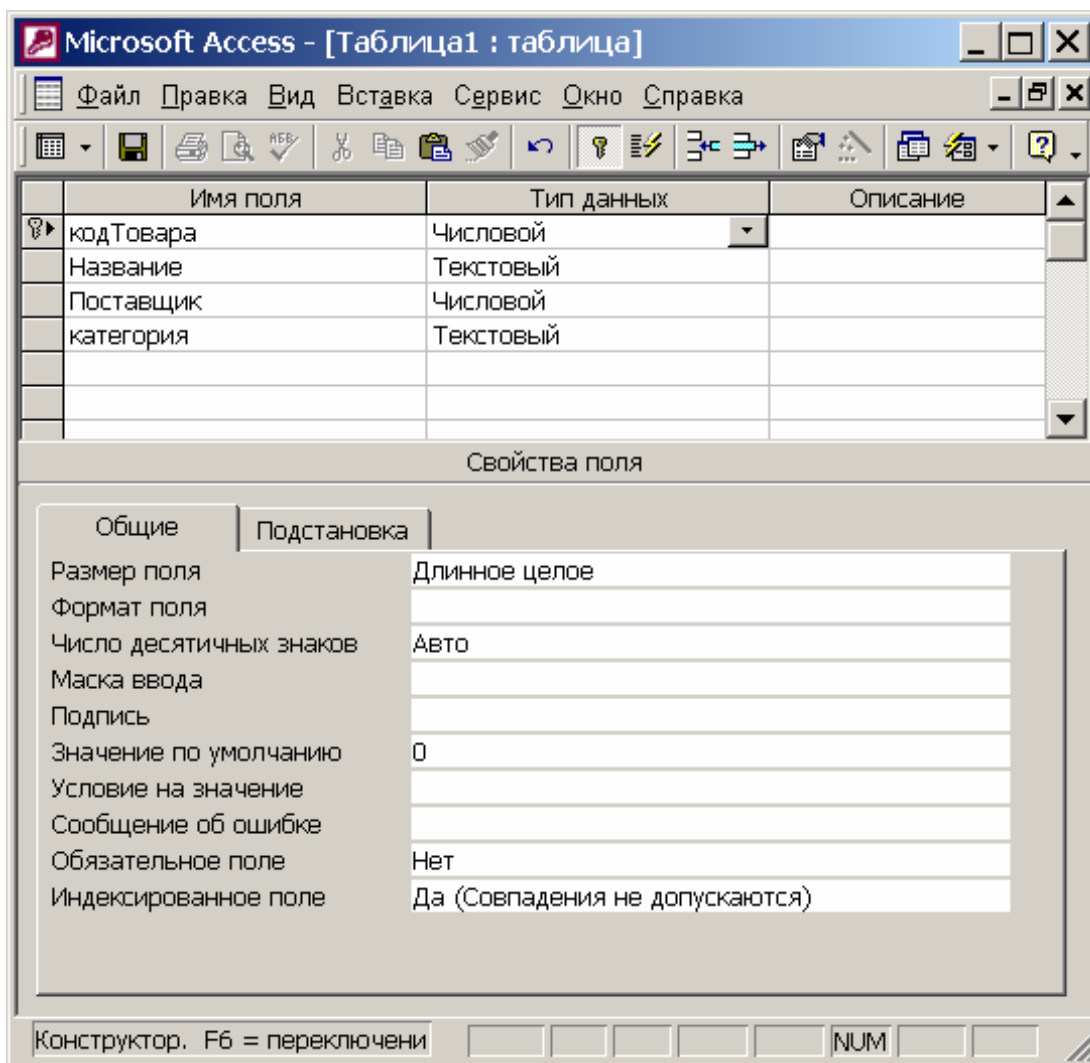 Microsoft Access - [Таблица1 : таблица]
Файл Правка Вид Вставка Сервис Окно Справка
Имя поля Тип данных Описание
кодТовара Числовой
Название Текстовый
Поставщик Числовой
категория Текстовый
Свойства поля
Общие Подстановка
Размер поля Длинное целое
Формат поля
Число десятичных знаков Авто
Маска ввода
Подпись
Значение по умолчанию 0
Условие на значение
Сообщение об ошибке
Обязательное поле Нет
Индексированное поле Да (Совпадения не допускаются)
Конструктор. F6 = переключени NUM